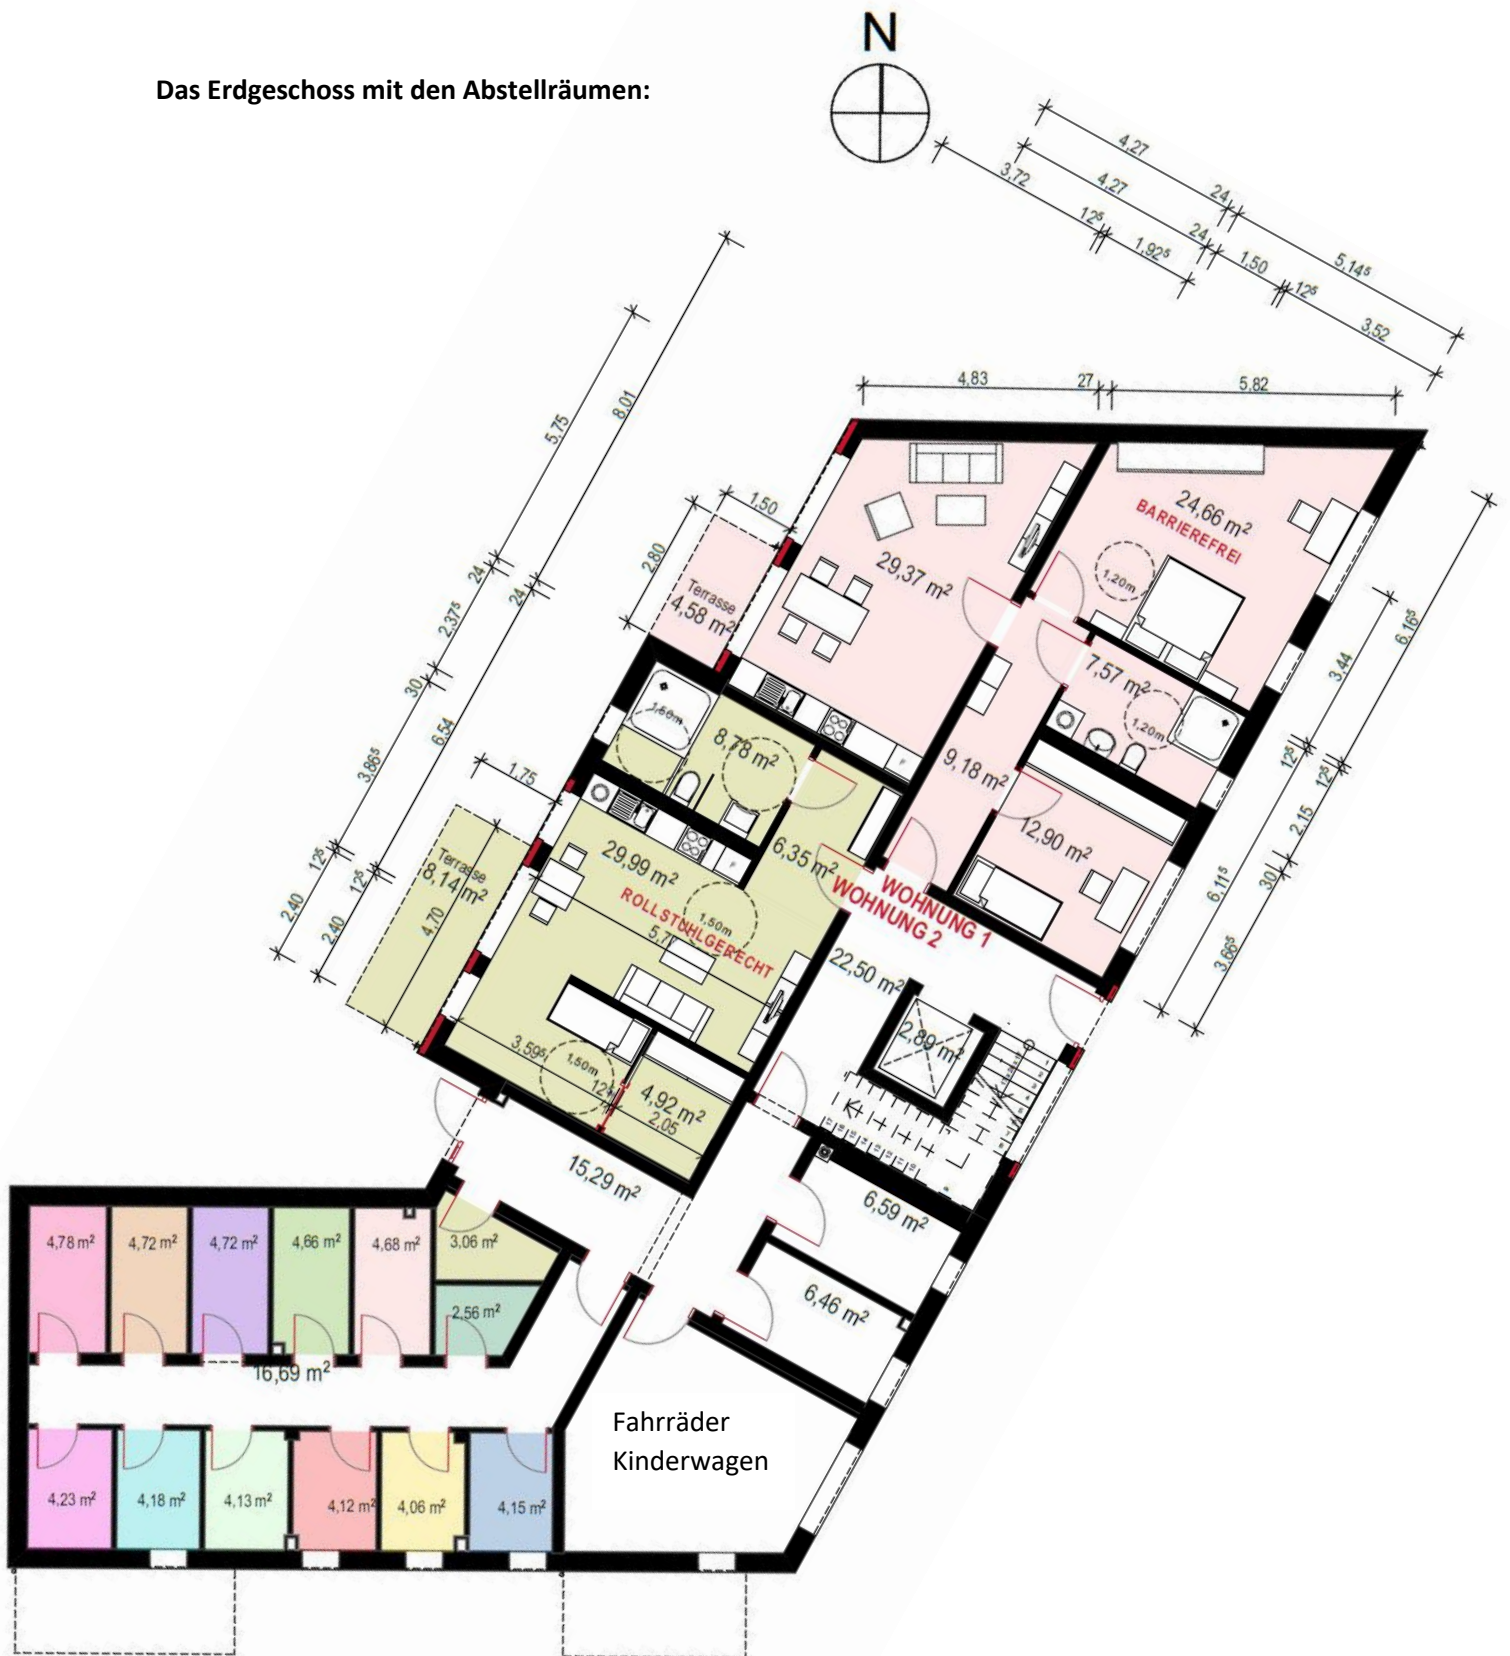 N
Das Erdgeschoss mit den Abstellräumen:
4,27
24
5,14⁵
4,27
24
1,50
12⁵
3,52
3,72
12⁵
1,92⁵
4,83
27
5,82
8,01
24
6,54
12⁵
2,40
5,75
24
2,37⁵
30
3,86⁵
12⁵
2,40
1,50
2,80
Terrasse
4,58 m²
29,37 m²
24,66 m²
BARRIEREFREI
1,20m
7,57 m²
1,20m
9,18 m²
12,90 m²
6,16⁵
12⁵
2,15
30
3,66⁵
3,44
12⁵
6,11⁵
1,50m
8,78 m²
6,35 m²
1,75
Terrasse
8,14 m²
4,70
29,99 m²
ROLLSTUHLGERECHT
1,50m
3,59⁵
1,50m
4,92 m²
2,05
WOHNUNG 1
WOHNUNG 2
22,50 m²
2,89 m²
15,29 m²
6,59 m²
6,46 m²
4,78 m²
4,72 m²
4,72 m²
4,66 m²
4,68 m²
3,06 m²
2,56 m²
16,69 m²
4,23 m²
4,18 m²
4,13 m²
4,12 m²
4,06 m²
4,15 m²
Fahrräder
Kinderwagen